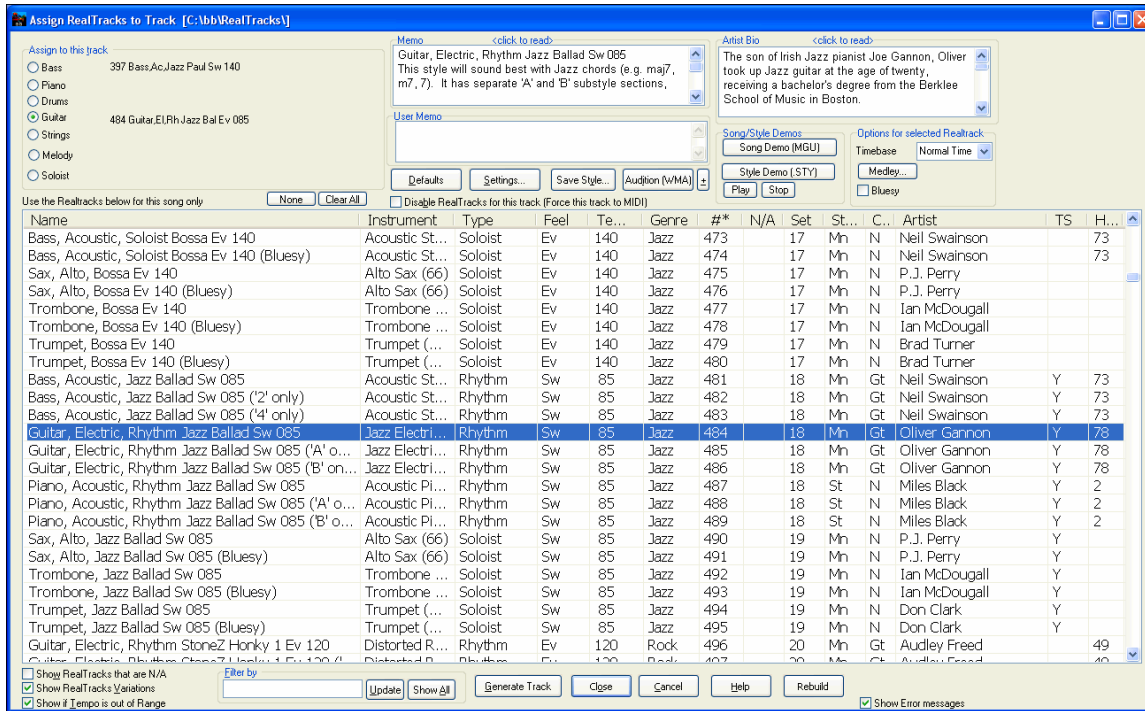 Assign RealTracks to Track [C:\bb\RealTracks\]
Assign to this track
Bass 397 Bass,Ac,Jazz Paul Sw 140
Piano
Drums
Guitar 484 Guitar,El,Rh Jazz Bal Ev 085
Strings
Melody
Soloist
Use the Realtracks below for this song only None Clear All
Memo <click to read>
Guitar, Electric, Rhythm Jazz Ballad Sw 085
This style will sound best with Jazz chords (e.g. maj7,
m7, 7). It has separate 'A' and 'B' substyle sections,
User Memo
Defaults Settings... Save Style... Audition (WMA) ±
Disable RealTracks for this track (Force this track to MIDI)
Artist Bio <click to read>
The son of Irish Jazz pianist Joe Gannon, Oliver
took up Jazz guitar at the age of twenty,
receiving a bachelor's degree from the Berklee
School of Music in Boston.
Song/Style Demos
Song Demo (MGU)
Style Demo (.STY)
Play Stop
Options for selected Realtrack
Timebase Normal Time
Medley...
Bluesy
Name Instrument Type Feel Te... Genre #* N/A Set St... C.. Artist TS H...
Bass, Acoustic, Soloist Bossa Ev 140 Acoustic St... Soloist Ev 140 Jazz 473 17 Mn N Neil Swainson 73
Bass, Acoustic, Soloist Bossa Ev 140 (Bluesy) Acoustic St... Soloist Ev 140 Jazz 474 17 Mn N Neil Swainson 73
Sax, Alto, Bossa Ev 140 Alto Sax (66) Soloist Ev 140 Jazz 475 17 Mn N P.J. Perry
Sax, Alto, Bossa Ev 140 (Bluesy) Alto Sax (66) Soloist Ev 140 Jazz 476 17 Mn N P.J. Perry
Trombone, Bossa Ev 140 Trombone ... Soloist Ev 140 Jazz 477 17 Mn N Ian McDougall
Trombone, Bossa Ev 140 (Bluesy) Trombone ... Soloist Ev 140 Jazz 478 17 Mn N Ian McDougall
Trumpet, Bossa Ev 140 Trumpet (... Soloist Ev 140 Jazz 479 17 Mn N Brad Turner
Trumpet, Bossa Ev 140 (Bluesy) Trumpet (... Soloist Ev 140 Jazz 480 17 Mn N Brad Turner
Bass, Acoustic, Jazz Ballad Sw 085 Acoustic St... Rhythm Sw 85 Jazz 481 18 Mn Gt Neil Swainson Y 73
Bass, Acoustic, Jazz Ballad Sw 085 ('2' only) Acoustic St... Rhythm Sw 85 Jazz 482 18 Mn Gt Neil Swainson Y 73
Bass, Acoustic, Jazz Ballad Sw 085 ('4' only) Acoustic St... Rhythm Sw 85 Jazz 483 18 Mn Gt Neil Swainson Y 73
Guitar, Electric, Rhythm Jazz Ballad Sw 085 Jazz Electri... Rhythm Sw 85 Jazz 484 18 Mn Gt Oliver Gannon Y 78
Guitar, Electric, Rhythm Jazz Ballad Sw 085 ('A' o... Jazz Electri... Rhythm Sw 85 Jazz 485 18 Mn Gt Oliver Gannon Y 78
Guitar, Electric, Rhythm Jazz Ballad Sw 085 ('B' on... Jazz Electri... Rhythm Sw 85 Jazz 486 18 Mn Gt Oliver Gannon Y 78
Piano, Acoustic, Rhythm Jazz Ballad Sw 085 Acoustic Pi... Rhythm Sw 85 Jazz 487 18 St N Miles Black Y 2
Piano, Acoustic, Rhythm Jazz Ballad Sw 085 ('A' o... Acoustic Pi... Rhythm Sw 85 Jazz 488 18 St N Miles Black Y 2
Piano, Acoustic, Rhythm Jazz Ballad Sw 085 ('B' o... Acoustic Pi... Rhythm Sw 85 Jazz 489 18 St N Miles Black Y 2
Sax, Alto, Jazz Ballad Sw 085 Alto Sax (66) Soloist Sw 85 Jazz 490 19 Mn N P.J. Perry Y
Sax, Alto, Jazz Ballad Sw 085 (Bluesy) Alto Sax (66) Soloist Sw 85 Jazz 491 19 Mn N P.J. Perry Y
Trombone, Jazz Ballad Sw 085 Trombone ... Soloist Sw 85 Jazz 492 19 Mn N Ian McDougall Y
Trombone, Jazz Ballad Sw 085 (Bluesy) Trombone ... Soloist Sw 85 Jazz 493 19 Mn N Ian McDougall Y
Trumpet, Jazz Ballad Sw 085 Trumpet (... Soloist Sw 85 Jazz 494 19 Mn N Don Clark Y
Trumpet, Jazz Ballad Sw 085 (Bluesy) Trumpet (... Soloist Sw 85 Jazz 495 19 Mn N Don Clark Y
Guitar, Electric, Rhythm StoneZ Honky 1 Ev 120 Distorted R... Rhythm Ev 120 Rock 496 20 Mn Gt Audley Freed 49
Show RealTracks that are N/A
Show RealTracks Variations
Show if Tempo is out of Range
Filter by
Update Show All Generate Track Close Cancel Help Rebuild
Show Error messages